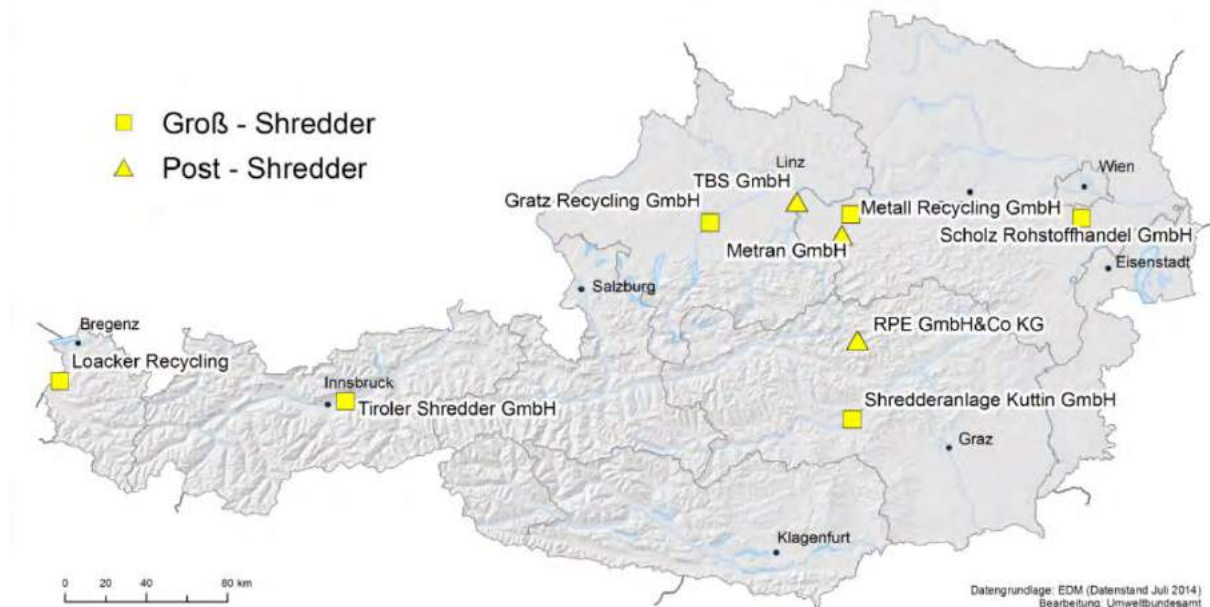 Groß - Shredder
Post - Shredder
Linz
TBS GmbH
Wien
Gratz Recycling GmbH
Metall Recycling GmbH
Scholz Rohstoffhandel GmbH
Metran GmbH
Eisenstadt
Salzburg
Bregenz
RPE GmbH&Co KG
Loacker Recycling
Innsbruck
Tiroler Shredder GmbH
Shredderanlage Kuttin GmbH
Graz
Klagenfurt
0 20 40 80 km
Datengrundlage: EDM (Datenstand Juli 2014)
Bearbeitung: Umweltbundesamt